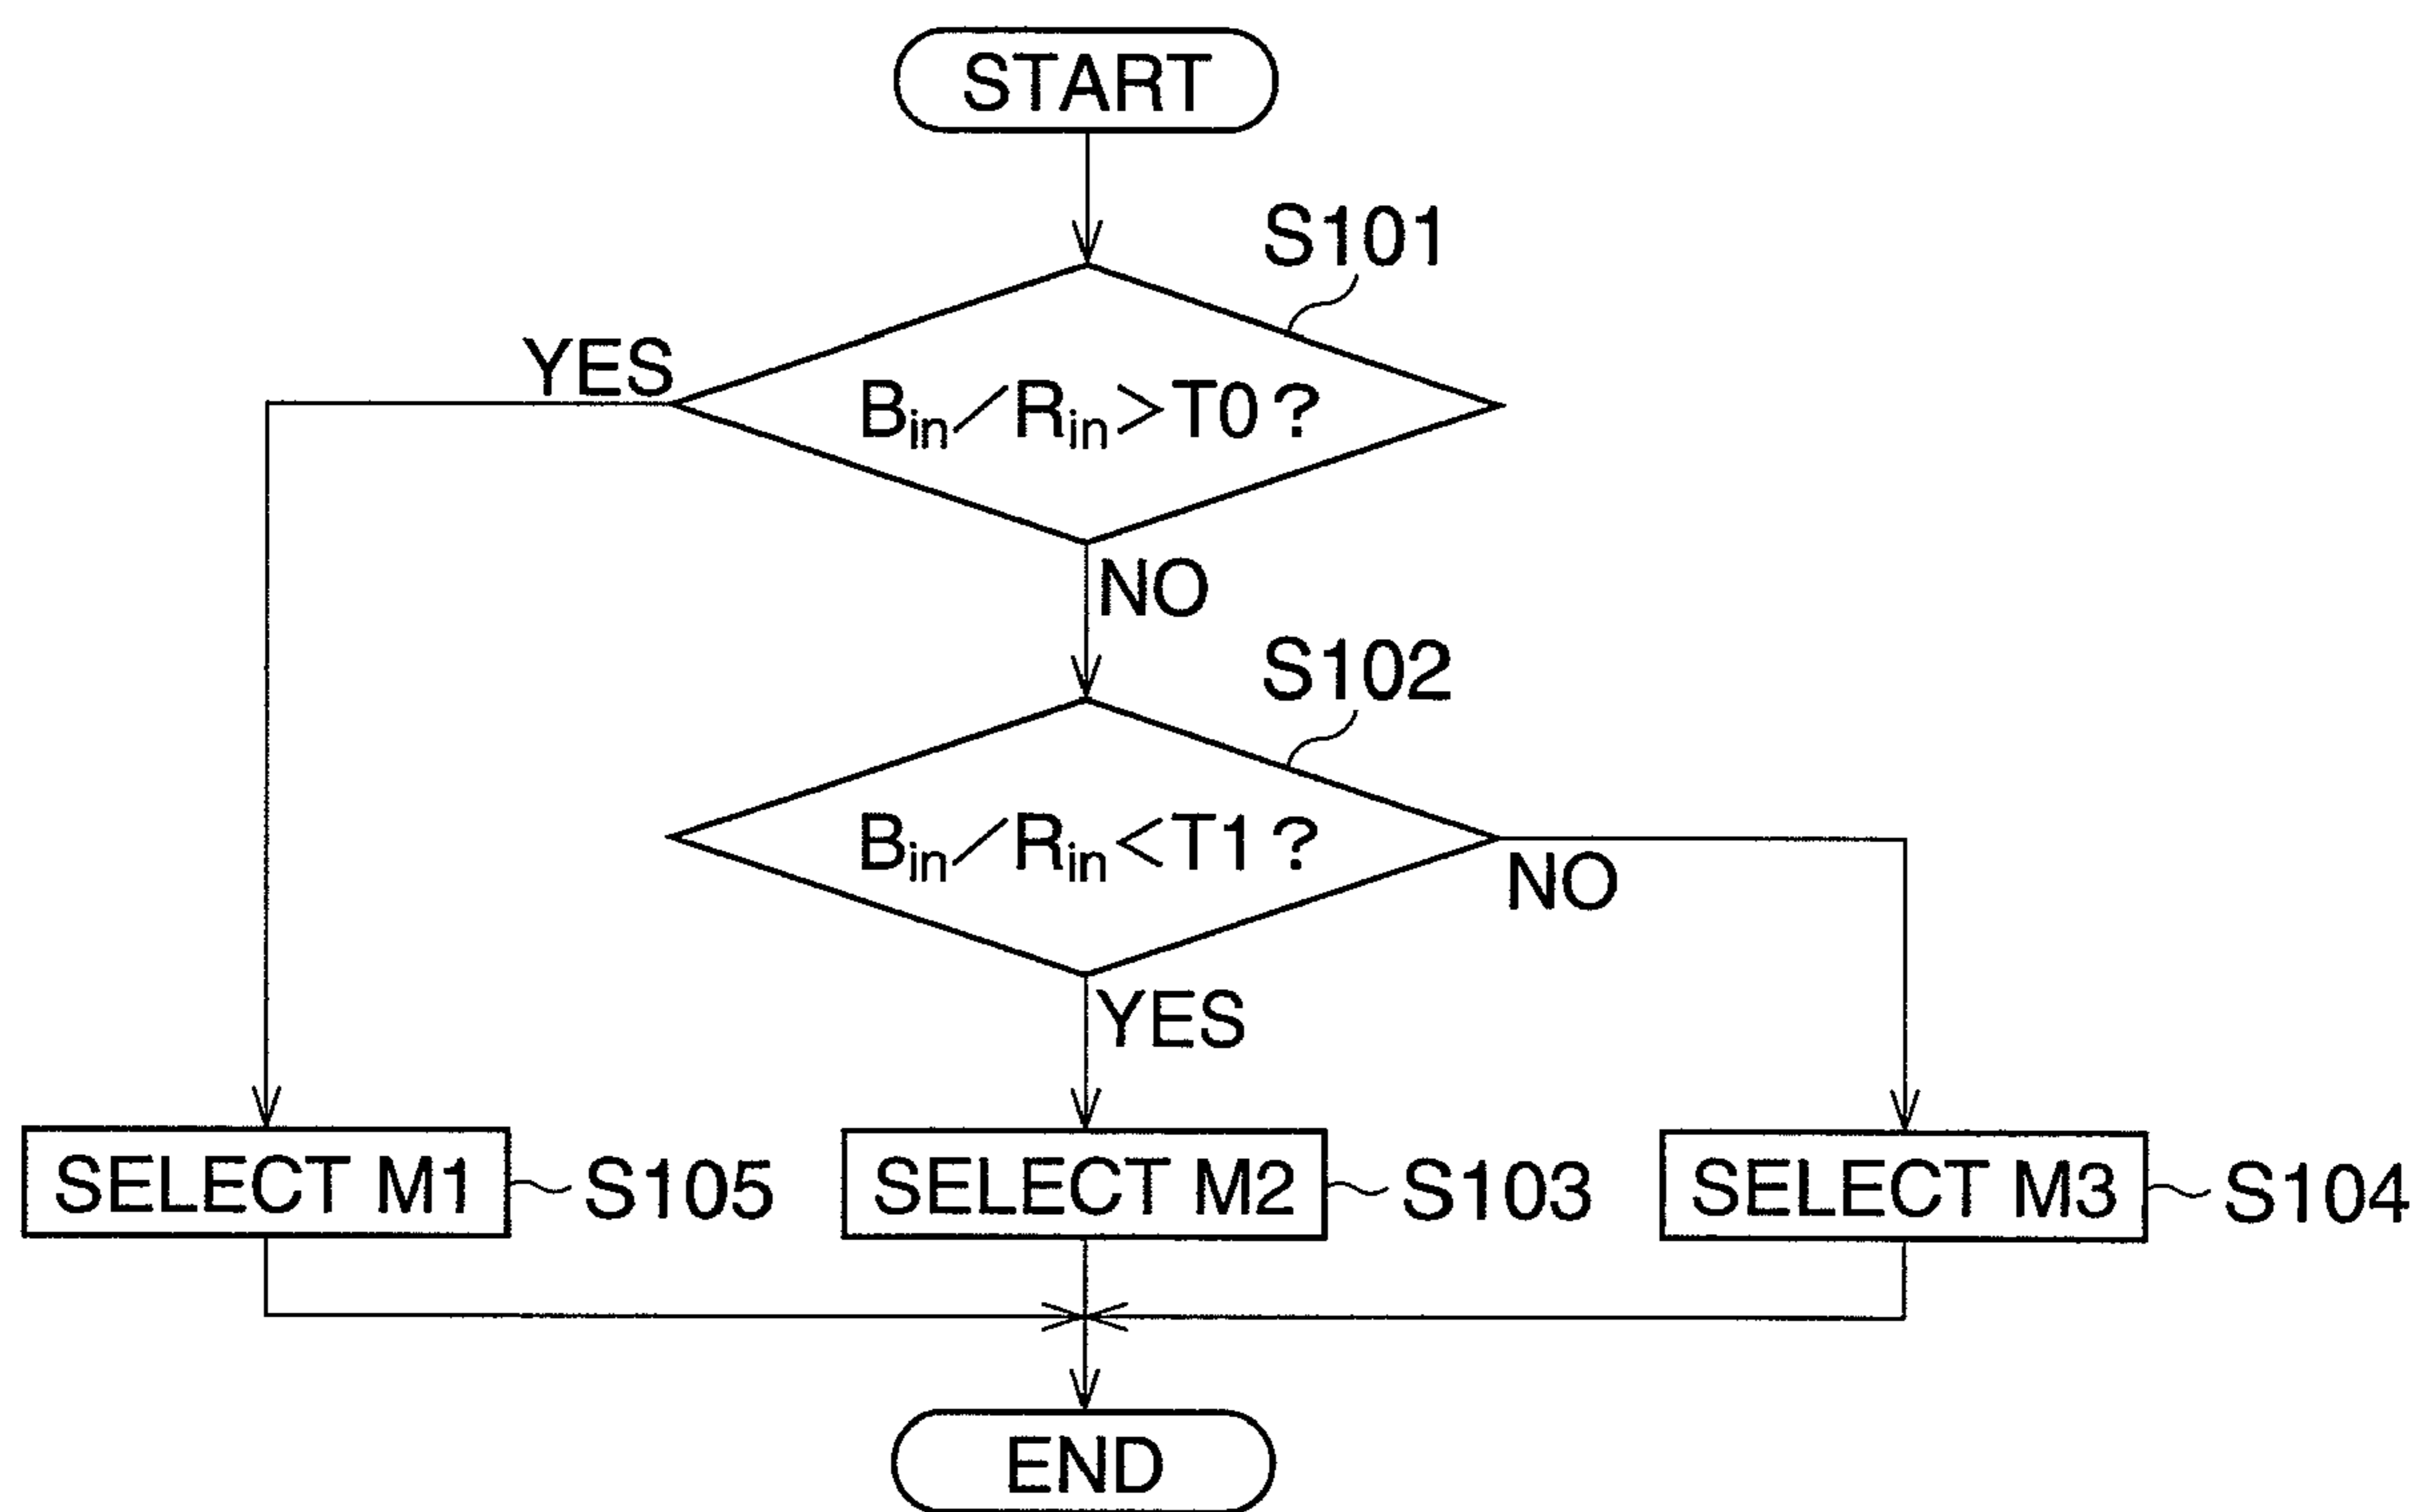 START
S101
YES
Bin/Rin>T0?
NO
S102
Bin/Rin<T1?
NO
YES
SELECT M1 S105
SELECT M2 S103
SELECT M3 S104
END